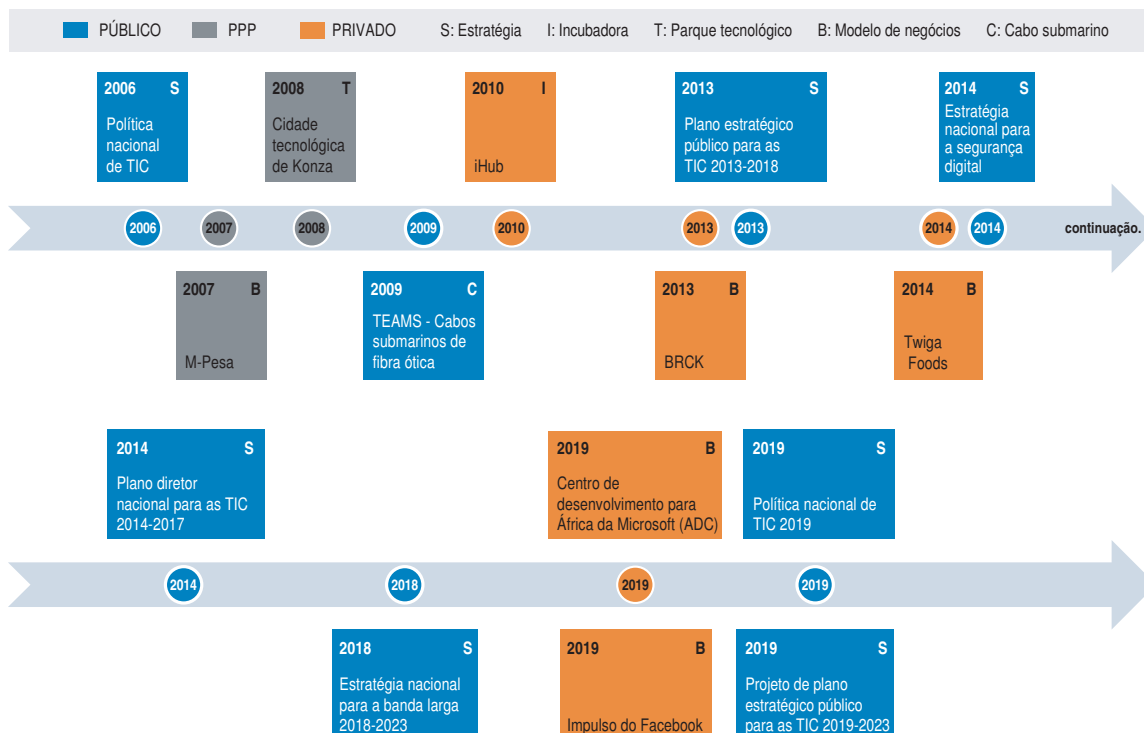 PÚBLICO PPP PRIVADO S: Estratégia I: Incubadora T: Parque tecnológico B: Modelo de negócios C: Cabo submarino
2006 S
Política
nacional
de TIC
2008 T
Cidade
tecnológica
de Konza
2010 I
iHub
2013 S
Plano estratégico
público para as
TIC 2013-2018
2014 S
Estratégia
nacional para
a segurança
digital
2006 2007 2008 2009 2010 2013 2013 2014 2014 continuação.
2007 B
M-Pesa
2009 C
TEAMS - Cabos
submarinos de
fibra ótica
2013 B
BRCK
2014 B
Twiga
Foods
2014 S
Plano diretor
nacional para as TIC
2014-2017
2019 B
Centro de
desenvolvimento para
África da Microsoft (ADC)
2019 S
Política nacional de
TIC 2019
2014 2018 2019 2019
2018 S
Estratégia nacional
para a banda larga
2018-2023
2019 B
Impulso do Facebook
2019 S
Projeto de plano
estratégico público
para as TIC 2019-2023